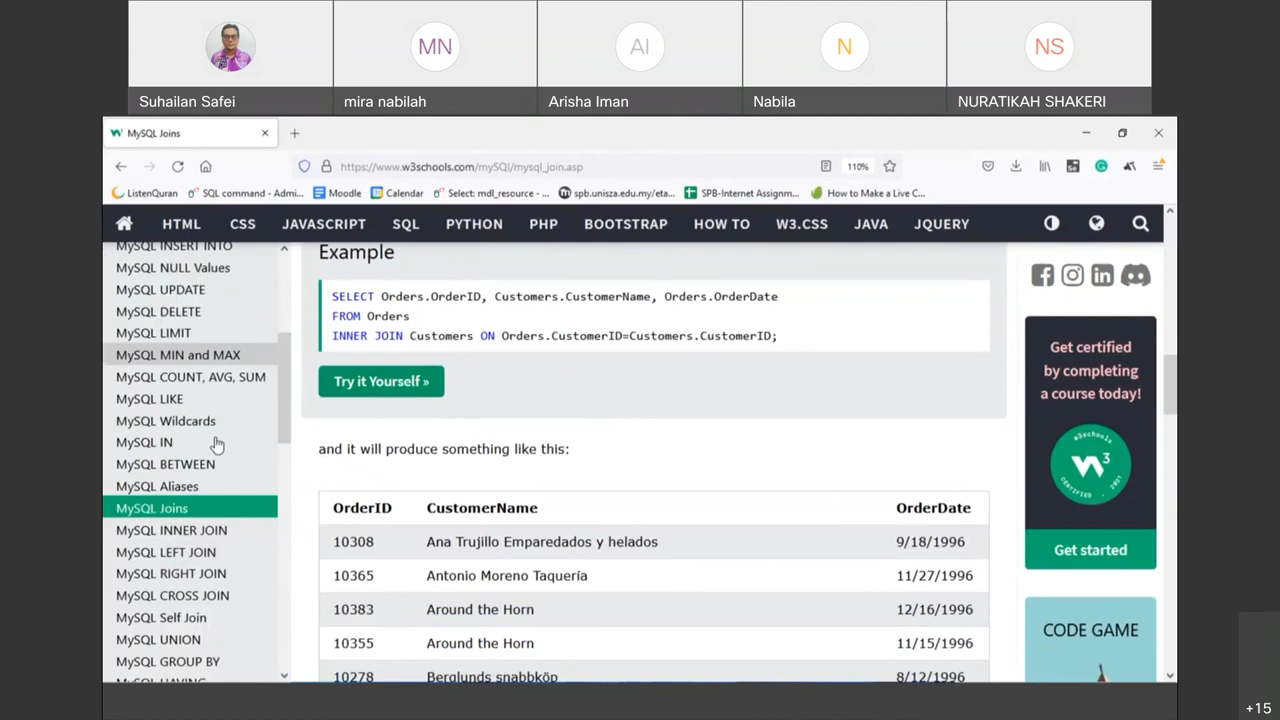 MN
AI
N
NS
Suhailan Safei
mira nabilah
Arisha Iman
Nabila
NURATIKAH SHAKERI
MySQL Joins
https://www.w3schools.com/mySQl/mysql_join.asp
110%
ListenQuran
SQL command - Admi...
Moodle
Calendar
Select: mdl_resource - ...
spb.unisza.edu.my/eta...
SPB-Internet Assignm...
How to Make a Live C...
HTML
CSS
JAVASCRIPT
SQL
PYTHON
PHP
BOOTSTRAP
HOW TO
W3.CSS
JAVA
JQUERY
MySQL INSERT INTO
MySQL NULL Values
MySQL UPDATE
MySQL DELETE
MySQL LIMIT
MySQL MIN and MAX
MySQL COUNT, AVG, SUM
MySQL LIKE
MySQL Wildcards
MySQL IN
MySQL BETWEEN
MySQL Aliases
MySQL Joins
MySQL INNER JOIN
MySQL LEFT JOIN
MySQL RIGHT JOIN
MySQL CROSS JOIN
MySQL Self Join
MySQL UNION
MySQL GROUP BY
MySQL HAVING
Example
SELECT Orders.OrderID, Customers.CustomerName, Orders.OrderDate
FROM Orders
INNER JOIN Customers ON Orders.CustomerID=Customers.CustomerID;
Try it Yourself »
and it will produce something like this:
OrderID CustomerName OrderDate
10308 Ana Trujillo Emparedados y helados 9/18/1996
10365 Antonio Moreno Taquería 11/27/1996
10383 Around the Horn 12/16/1996
10355 Around the Horn 11/15/1996
10278 Berglunds snabbköp 8/12/1996
Get certified
by completing
a course today!
w3schools
W3
CERTIFIED . 2021
Get started
CODE GAME
+15